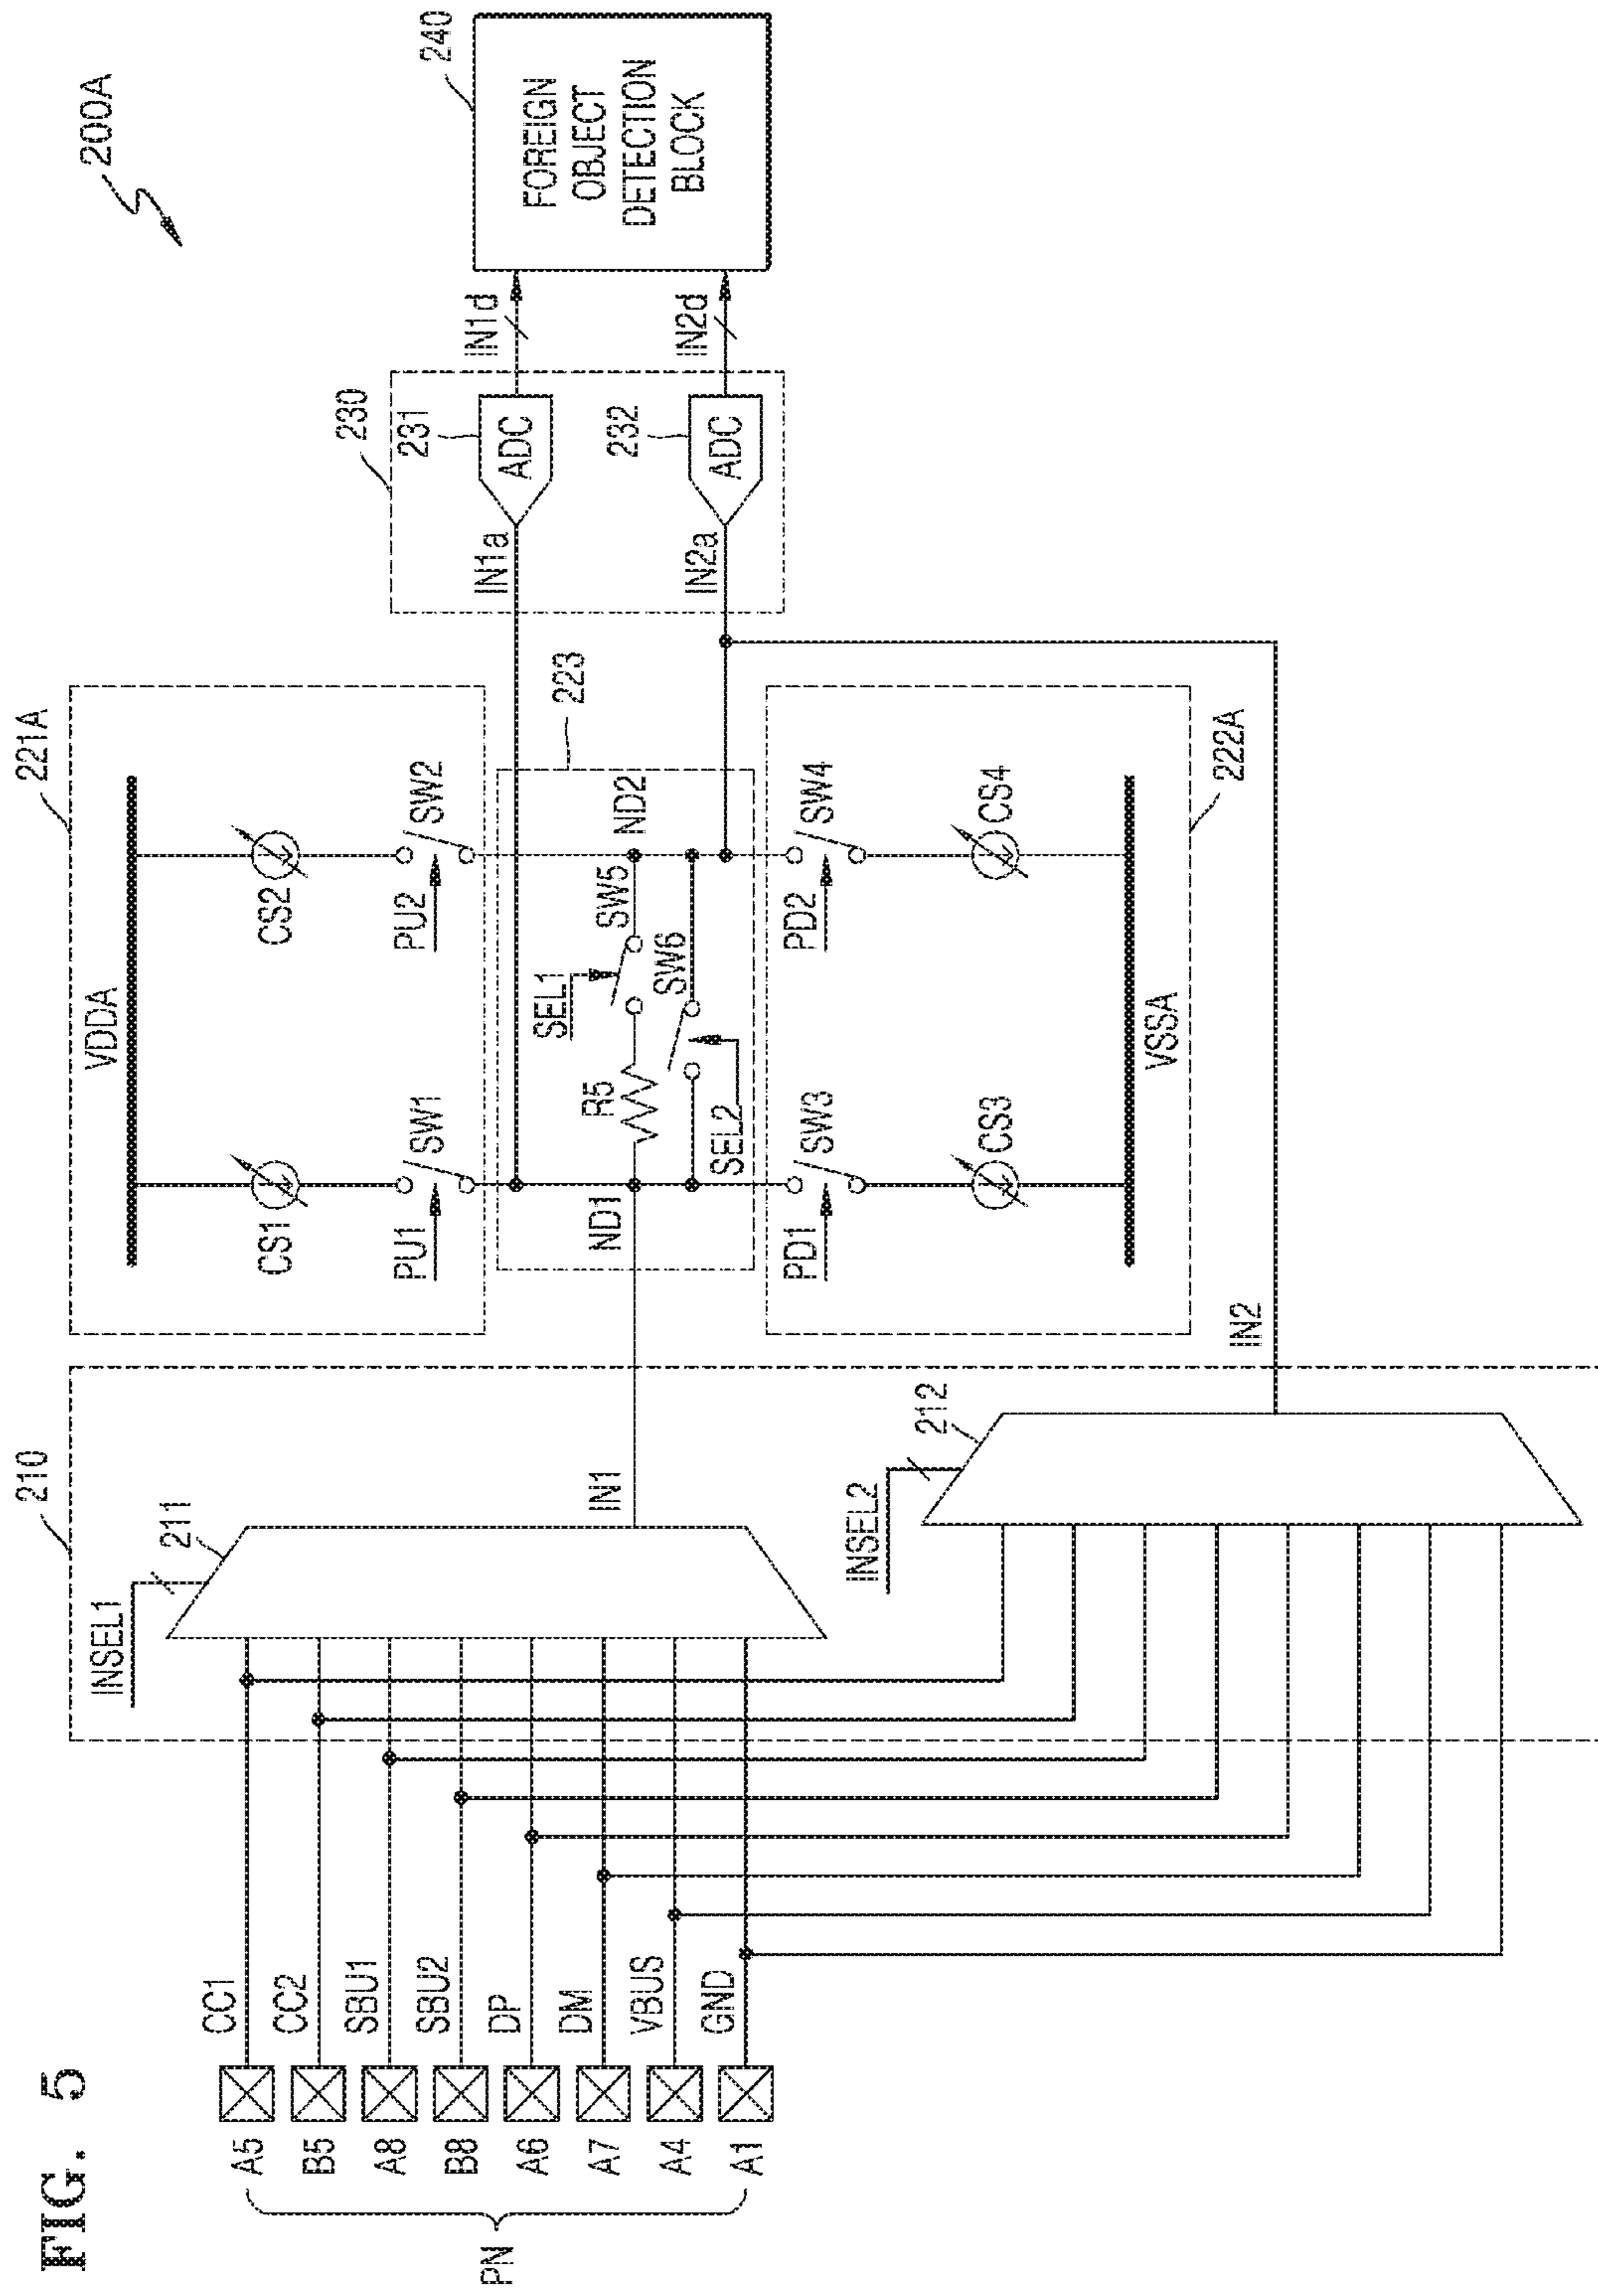 FIG. 5
200A
PN
A5
B5
A8
B8
A6
A7
A4
A1
CC1
CC2
SBU1
SBU2
DP
DM
VBUS
GND
210
INSEL1
211
IN1
INSEL2
212
IN2
221A
VDDA
CS1
CS2
PU1
SW1
PU2
SW2
223
ND1
ND2
R5
SEL1
SW5
SW6
SEL2
PD1
SW3
PD2
SW4
CS3
CS4
VSSA
222A
230
IN1a
231
ADC
IN2a
232
ADC
IN1d
IN2d
240
FOREIGN
OBJECT
DETECTION
BLOCK